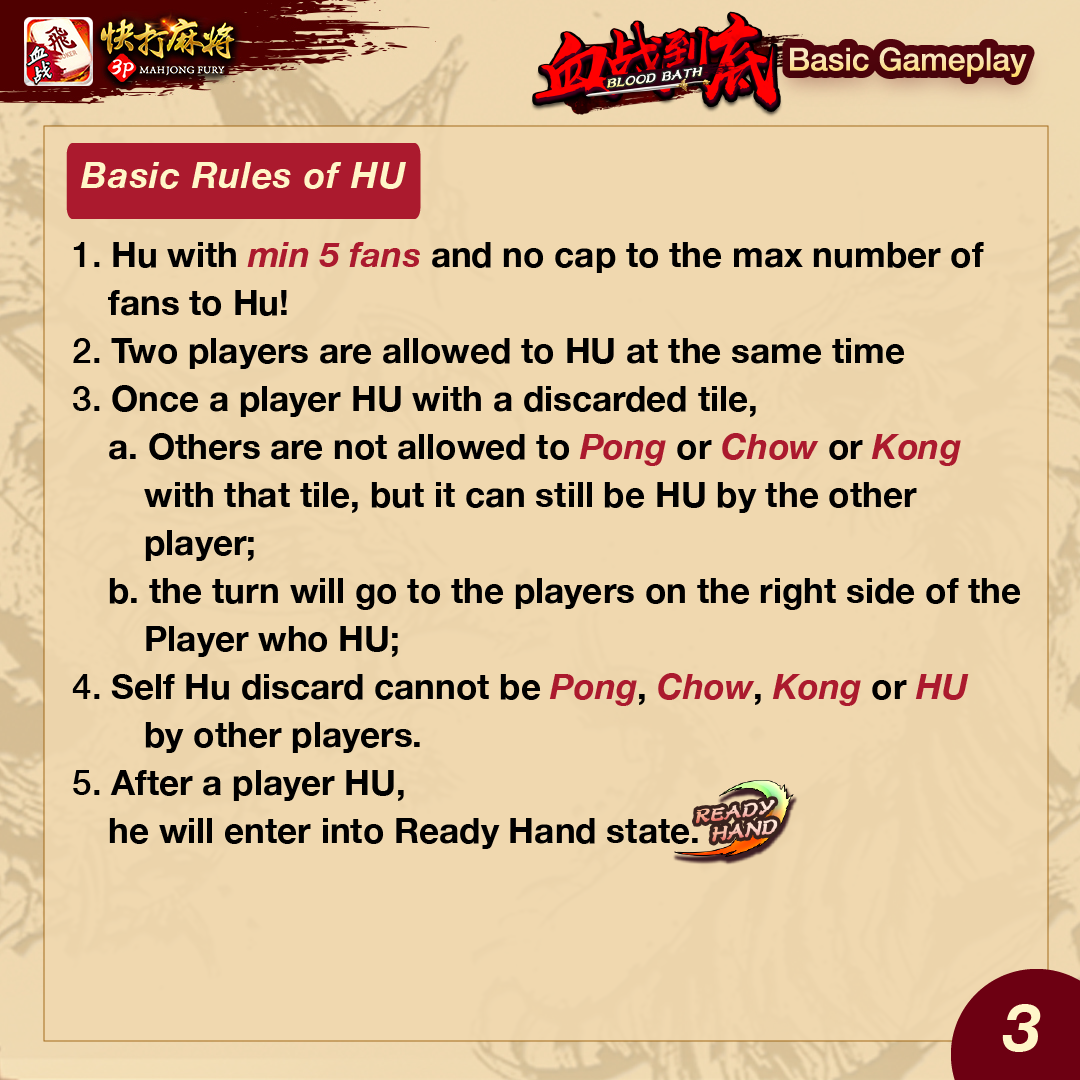 飛
血战
快打麻将
3P MAHJONG FURY
血战到底
BLOOD BATH
Basic Gameplay
Basic Rules of HU
1. Hu with min 5 fans and no cap to the max number of
fans to Hu!
2. Two players are allowed to HU at the same time
3. Once a player HU with a discarded tile,
a. Others are not allowed to Pong or Chow or Kong
with that tile, but it can still be HU by the other
player;
b. the turn will go to the players on the right side of the
Player who HU;
4. Self Hu discard cannot be Pong, Chow, Kong or HU
by other players.
5. After a player HU,
he will enter into Ready Hand state.
READY
HAND
3